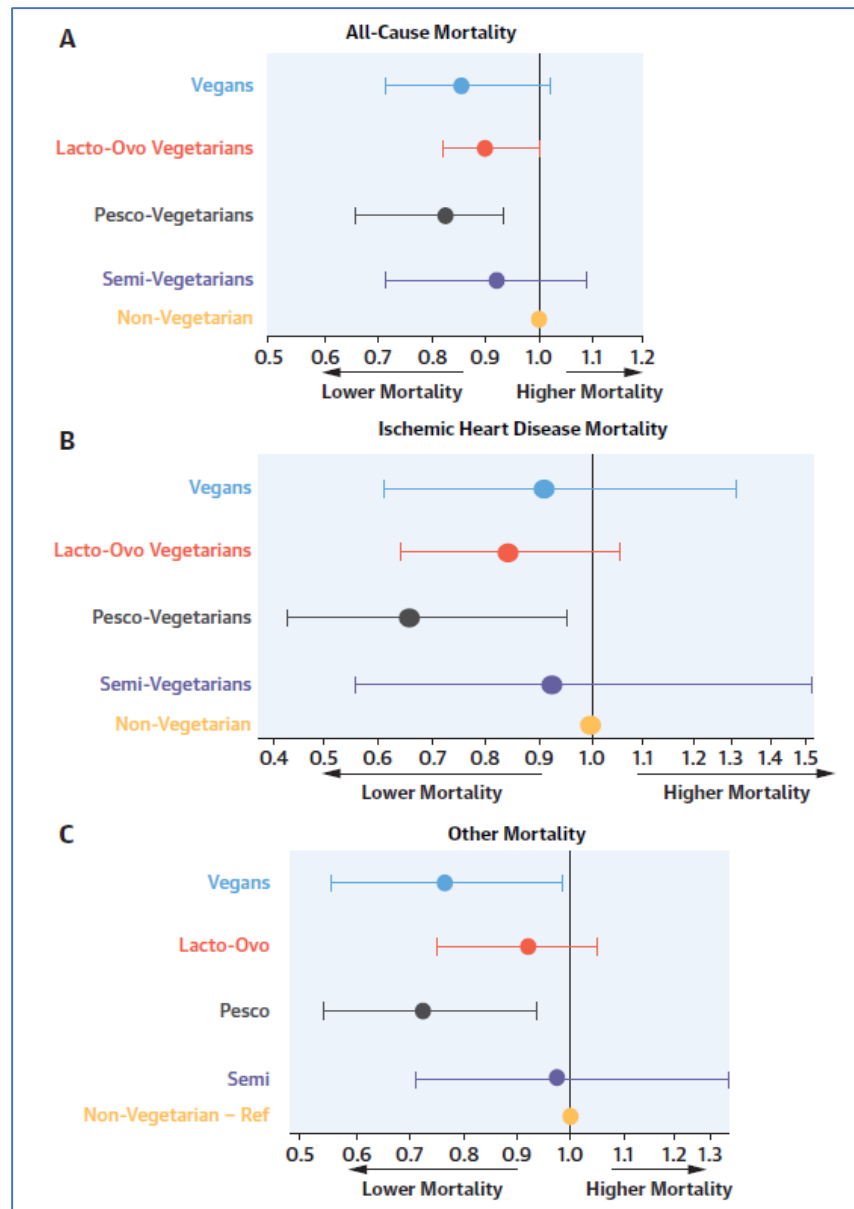 A
All-Cause Mortality
Vegans
Lacto-Ovo Vegetarians
Pesco-Vegetarians
Semi-Vegetarians
Non-Vegetarian
0.5 0.6 0.7 0.8 0.9 1.0 1.1 1.2
Lower Mortality Higher Mortality
B
Ischemic Heart Disease Mortality
Vegans
Lacto-Ovo Vegetarians
Pesco-Vegetarians
Semi-Vegetarians
Non-Vegetarian
0.4 0.5 0.6 0.7 0.8 0.9 1.0 1.1 1.2 1.3 1.4 1.5
Lower Mortality Higher Mortality
C
Other Mortality
Vegans
Lacto-Ovo
Pesco
Semi
Non-Vegetarian – Ref
0.5 0.6 0.7 0.8 0.9 1.0 1.1 1.2 1.3
Lower Mortality Higher Mortality